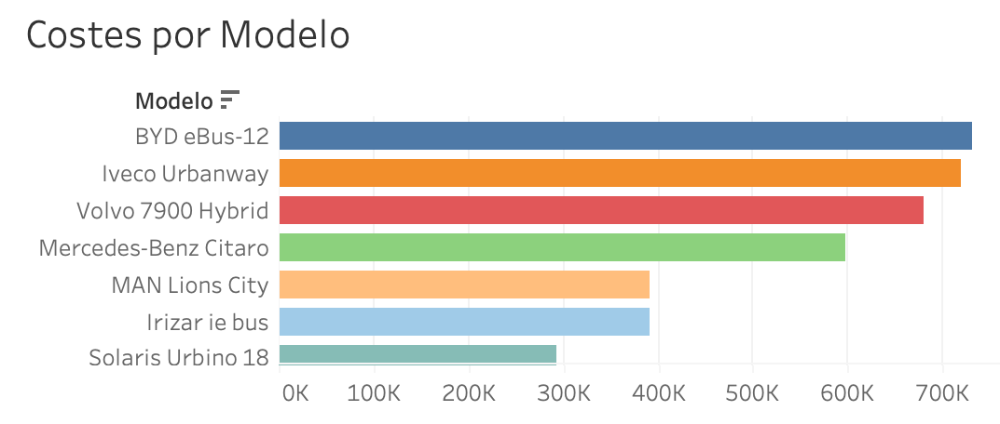 Costes por Modelo
Modelo
BYD eBus-12
Iveco Urbanway
Volvo 7900 Hybrid
Mercedes-Benz Citaro
MAN Lions City
Irizar ie bus
Solaris Urbino 18
0K 100K 200K 300K 400K 500K 600K 700K